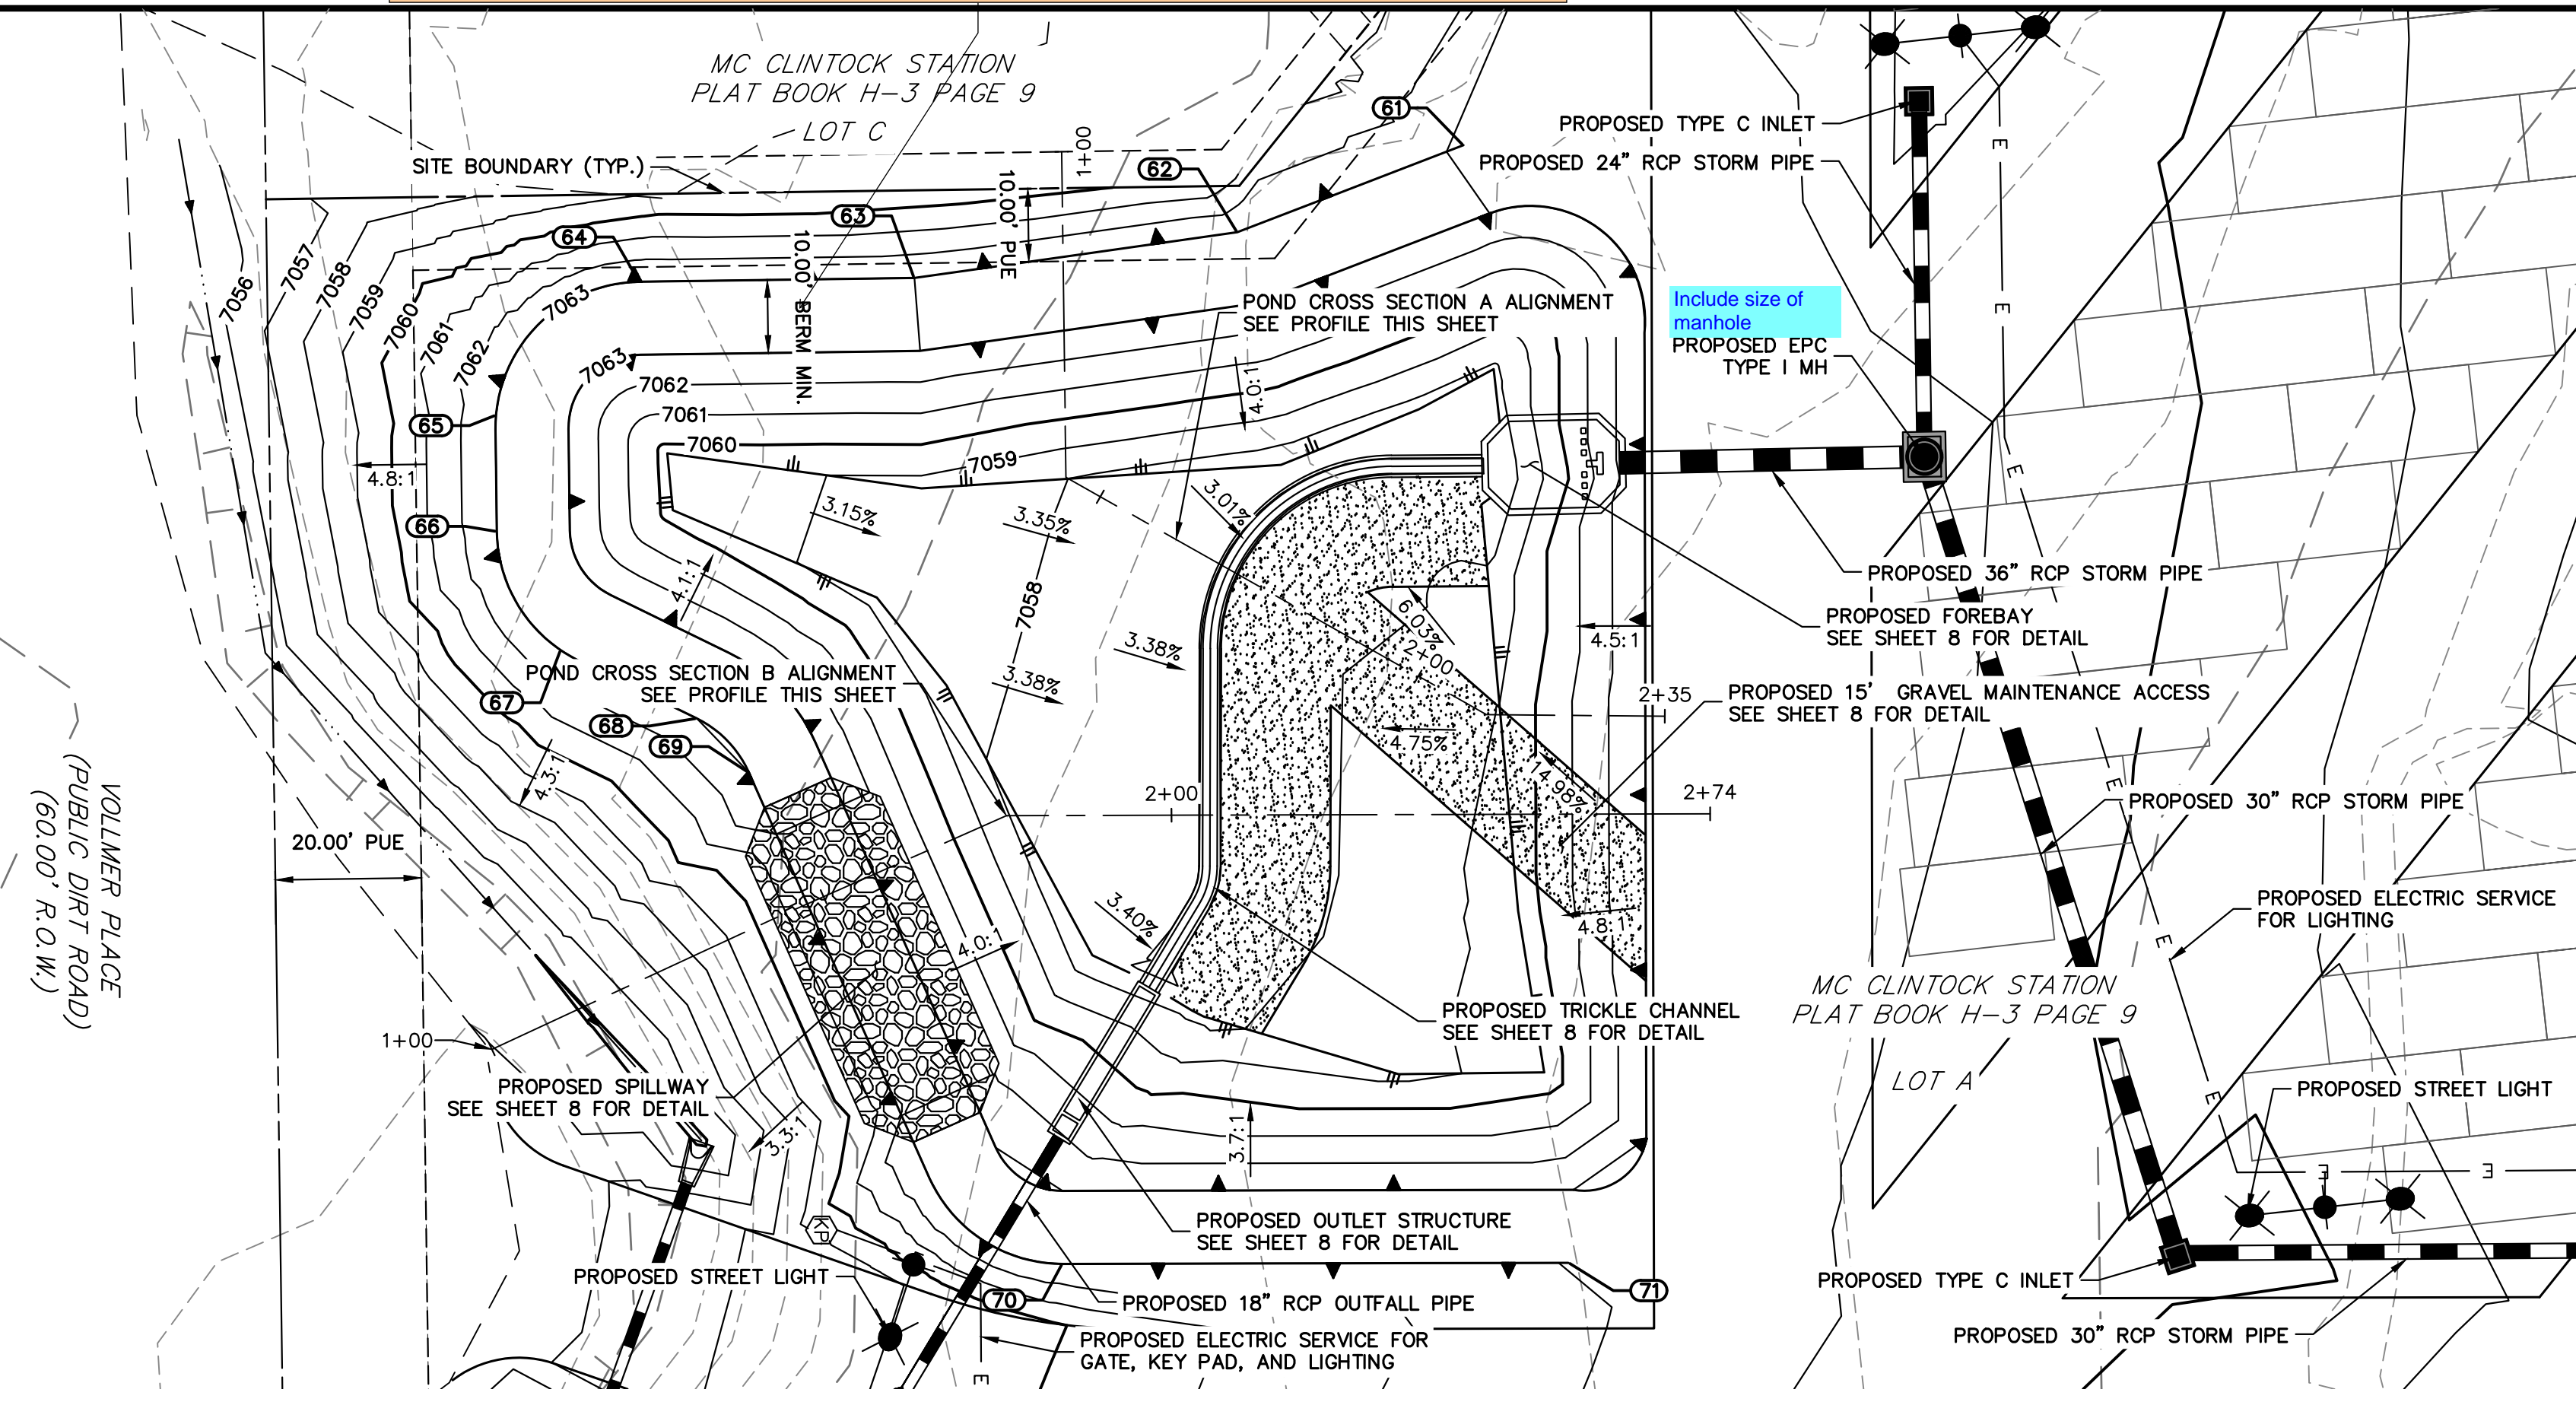 MC CLINTOCK STATION
PLAT BOOK H-3 PAGE 9
LOT C
SITE BOUNDARY (TYP.)
61
62
63
64
65
66
67
68
69
70
71
1+00
10.00' PUE
10.00' BERM MIN.
7056
7057
7058
7059
7060
7061
7062
7063
7063
7062
7061
7060
7059
7058
POND CROSS SECTION A ALIGNMENT
SEE PROFILE THIS SHEET
4.0:1
4.8:1
4.1:1
3.15%
3.35%
3.01%
3.38%
3.38%
3.40%
6.03%
2+00
4.75%
14.98%
4.5:1
2+35
2+00
2+74
4.8:1
4.0:1
4.3:1
3.3:1
3.7:1
POND CROSS SECTION B ALIGNMENT
SEE PROFILE THIS SHEET
VOLLMER PLACE
(PUBLIC DIRT ROAD)
(60.00' R.O.W.)
20.00' PUE
1+00
PROPOSED SPILLWAY
SEE SHEET 8 FOR DETAIL
KP
PROPOSED STREET LIGHT
PROPOSED OUTLET STRUCTURE
SEE SHEET 8 FOR DETAIL
PROPOSED 18" RCP OUTFALL PIPE
PROPOSED ELECTRIC SERVICE FOR
GATE, KEY PAD, AND LIGHTING
E
PROPOSED TRICKLE CHANNEL
SEE SHEET 8 FOR DETAIL
PROPOSED TYPE C INLET
PROPOSED 24" RCP STORM PIPE
Include size of
manhole
PROPOSED EPC
TYPE I MH
E
E
E
PROPOSED 36" RCP STORM PIPE
PROPOSED FOREBAY
SEE SHEET 8 FOR DETAIL
PROPOSED 15' GRAVEL MAINTENANCE ACCESS
SEE SHEET 8 FOR DETAIL
E
PROPOSED 30" RCP STORM PIPE
PROPOSED ELECTRIC SERVICE
FOR LIGHTING
E
MC CLINTOCK STATION
PLAT BOOK H-3 PAGE 9
LOT A
E
PROPOSED STREET LIGHT
E
E
PROPOSED TYPE C INLET
PROPOSED 30" RCP STORM PIPE